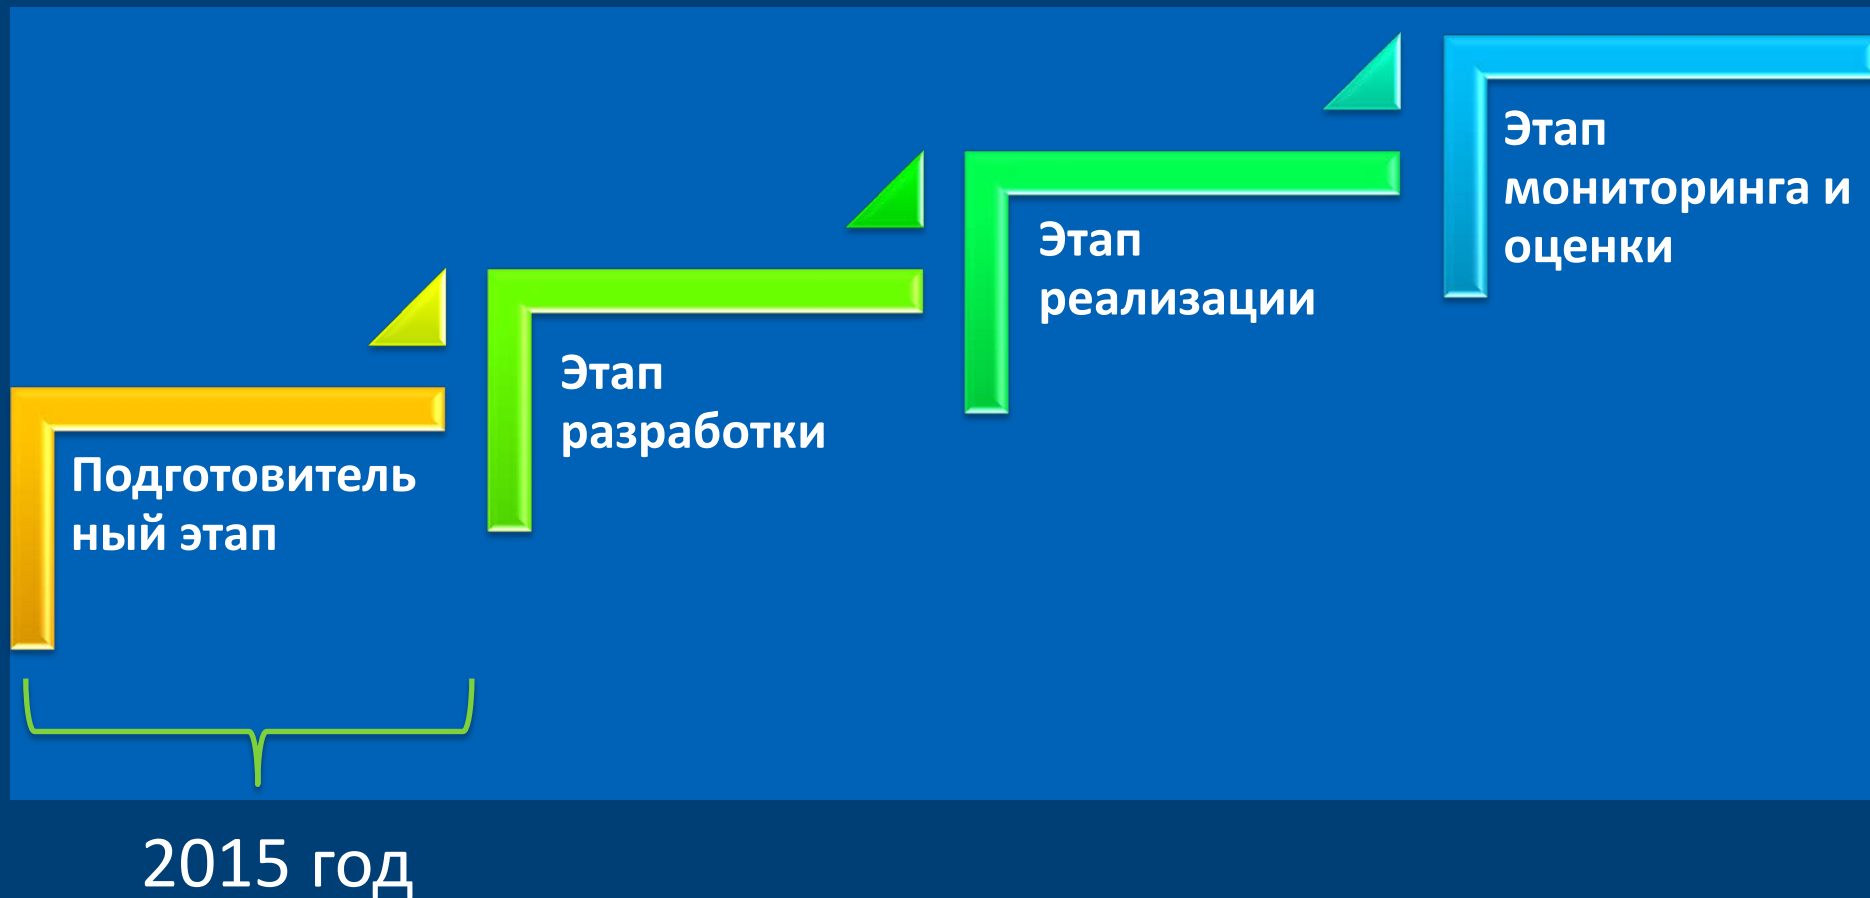 Подготовитель
ный этап
Этап
разработки
Этап
реализации
Этап
мониторинга и
оценки
2015 год